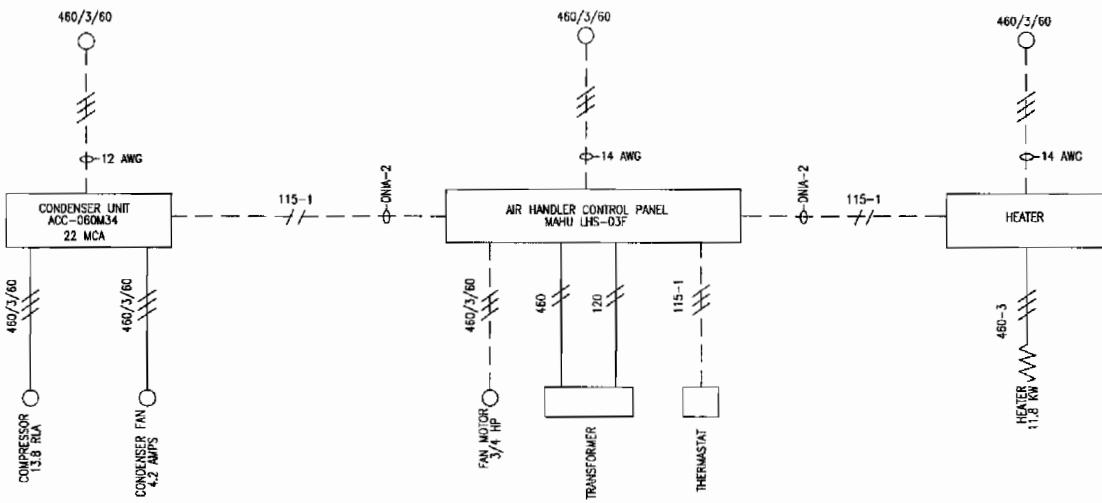 460/3/60
460/3/60
460/3/60
12 AWG
14 AWG
14 AWG
CONDENSER UNIT
ACC-060M34
22 MCA
115-1
DNIA-2
AIR HANDLER CONTROL PANEL
MAHU LHS-03F
DNIA-2
115-1
HEATER
460/3/60
460/3/60
460/3/60
460
120
115-1
460-3
COMPRESSOR
13.8 RLA
CONDENSER FAN
4.2 AMPS
FAN MOTOR
3/4 HP
TRANSFORMER
THERMASTAT
HEATER
11.8 KW